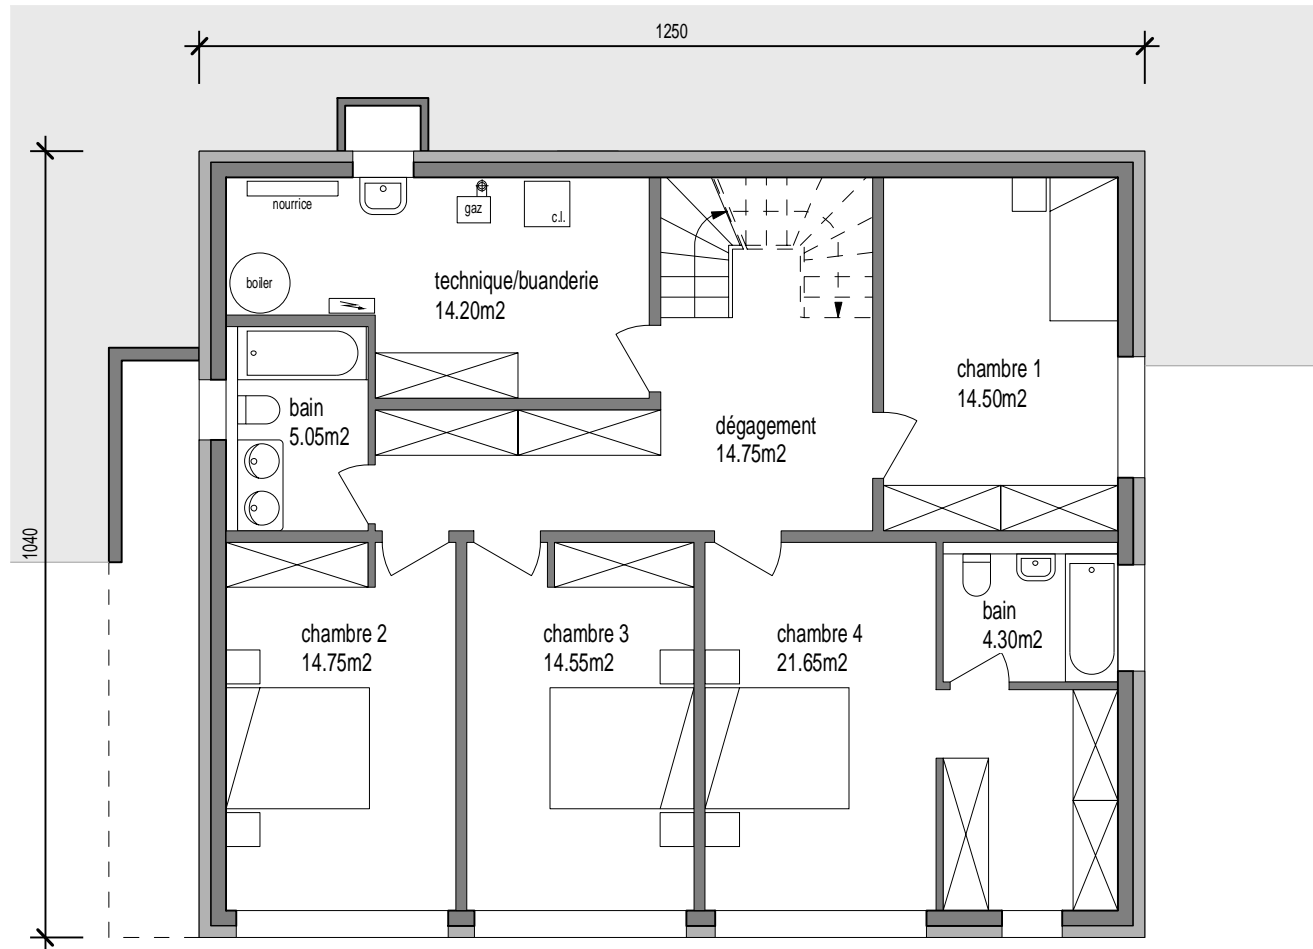 1250
nourrice
gaz
c.l.
boiler
technique/buanderie
14.20m2
chambre 1
14.50m2
bain
5.05m2
dégagement
14.75m2
1040
chambre 2
14.75m2
chambre 3
14.55m2
chambre 4
21.65m2
bain
4.30m2